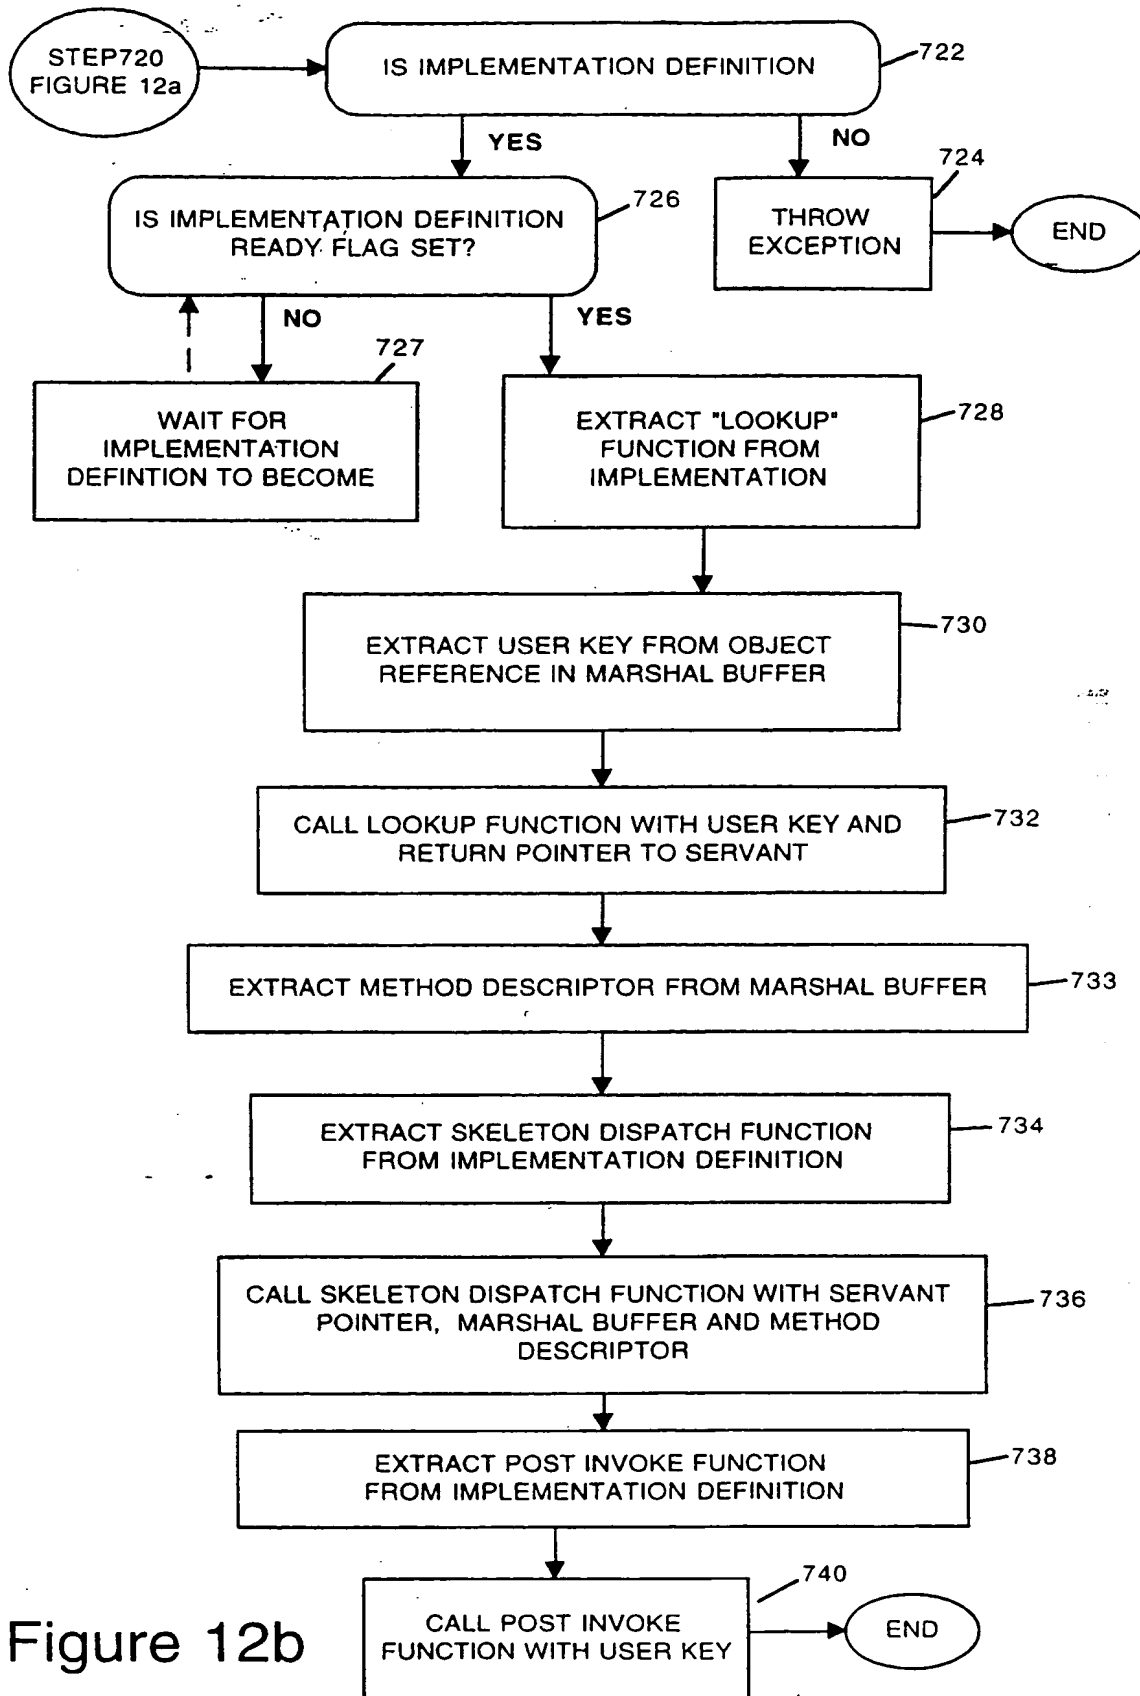 STEP720
FIGURE 12a
IS IMPLEMENTATION DEFINITION
722
YES
NO
724
IS IMPLEMENTATION DEFINITION
READY FLAG SET?
726
THROW
EXCEPTION
END
NO
YES
727
WAIT FOR
IMPLEMENTATION
DEFINTION TO BECOME
EXTRACT "LOOKUP"
FUNCTION FROM
IMPLEMENTATION
728
EXTRACT USER KEY FROM OBJECT
REFERENCE IN MARSHAL BUFFER
730
CALL LOOKUP FUNCTION WITH USER KEY AND
RETURN POINTER TO SERVANT
732
EXTRACT METHOD DESCRIPTOR FROM MARSHAL BUFFER
733
EXTRACT SKELETON DISPATCH FUNCTION
FROM IMPLEMENTATION DEFINITION
734
CALL SKELETON DISPATCH FUNCTION WITH SERVANT
POINTER, MARSHAL BUFFER AND METHOD
DESCRIPTOR
736
EXTRACT POST INVOKE FUNCTION
FROM IMPLEMENTATION DEFINITION
738
740
CALL POST INVOKE
FUNCTION WITH USER KEY
END
Figure 12b